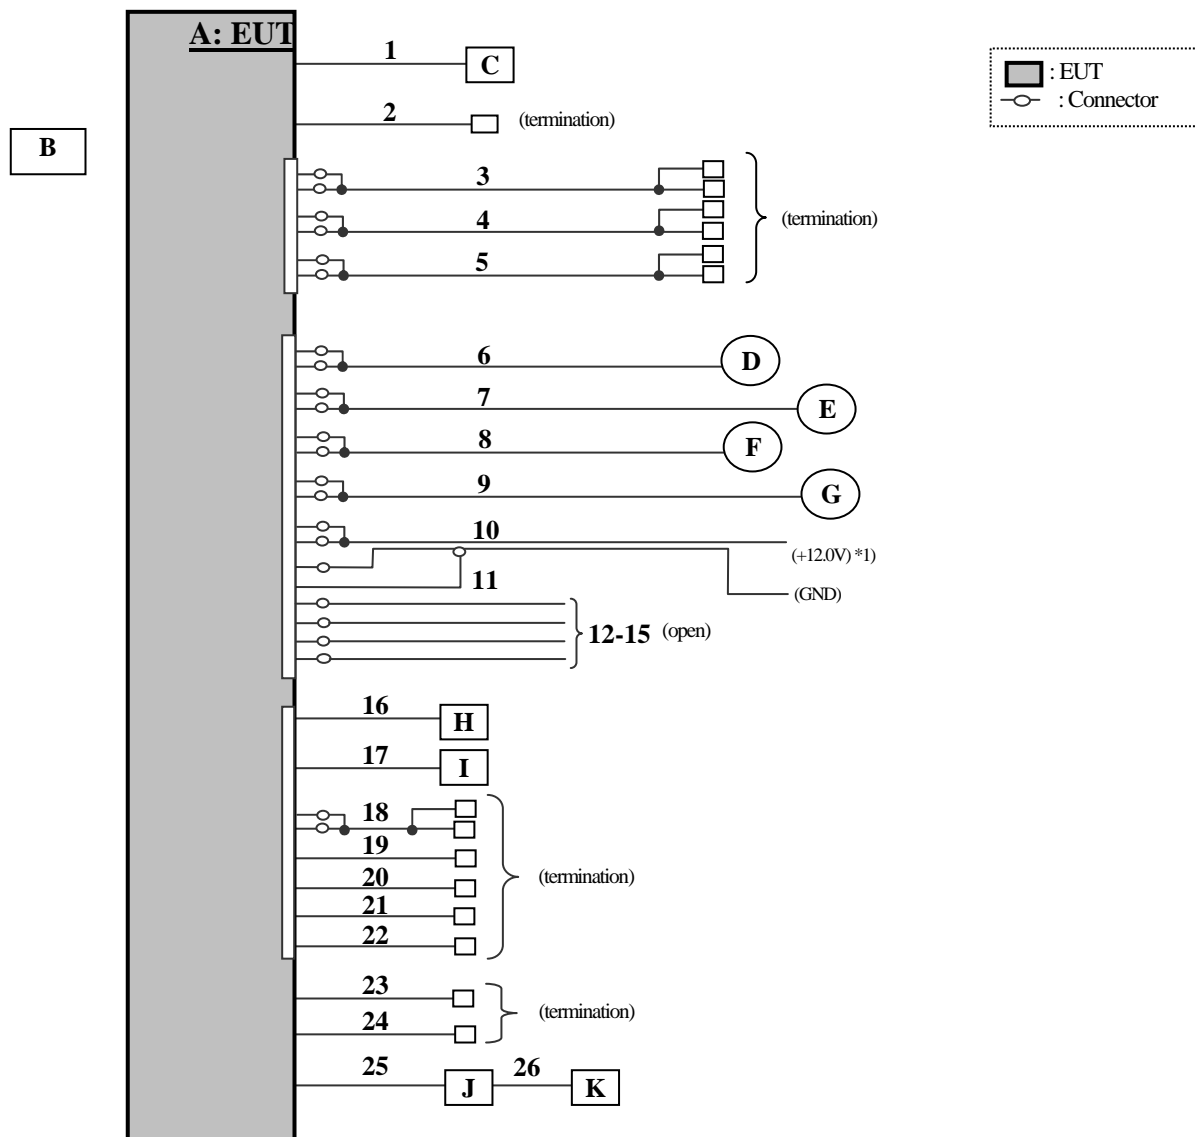 A: EUT
1
C
: EUT
: Connector
2
(termination)
B
3
4
(termination)
5
6
D
7
E
8
F
9
G
10
(+12.0V) *1)
11
(GND)
12-15 (open)
16
H
17
I
18
19
20
(termination)
21
22
23
(termination)
24
25
J
26
K